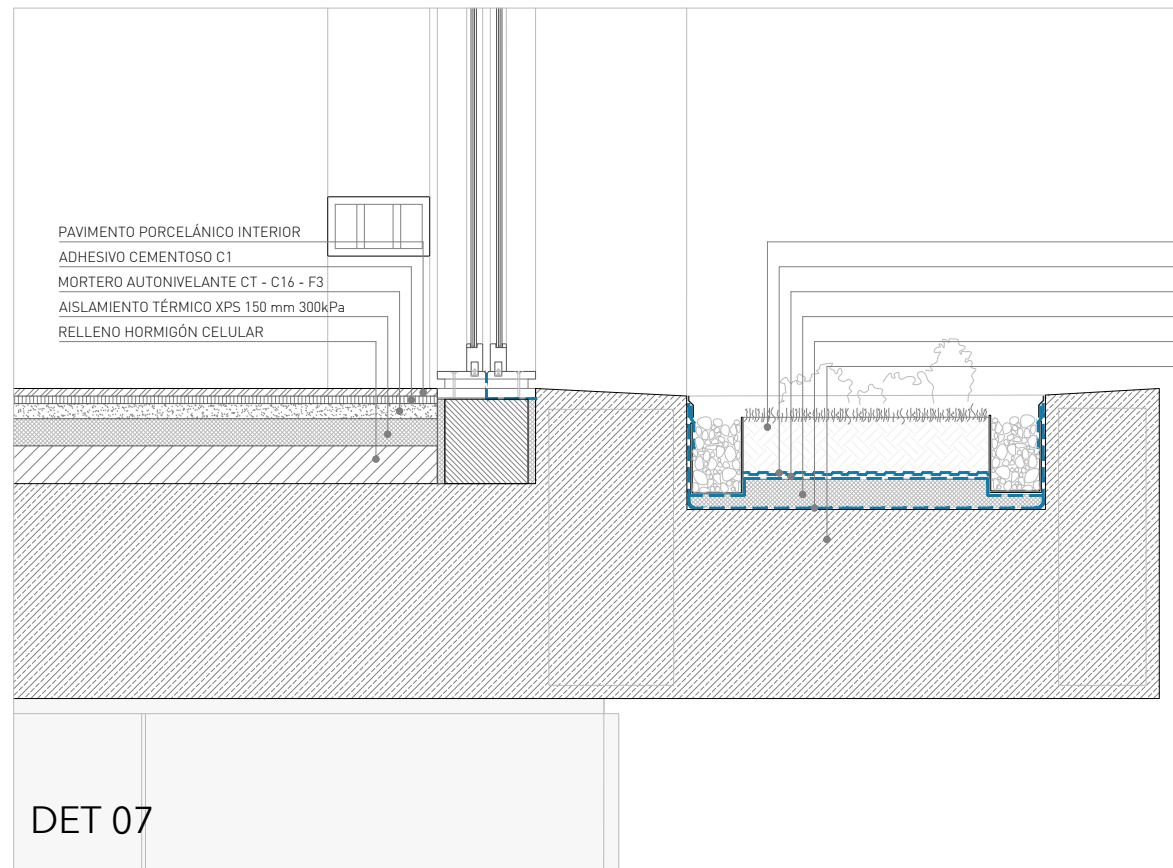 PAVIMENTO PORCELÁNICO INTERIOR
ADHESIVO CEMENTOSO C1
MORTERO AUTONIVELANTE CT - C16 - F3
AISLAMIENTO TÉRMICO XPS 150 mm 300kPa
RELLENO HORMIGÓN CELULAR
DET 07